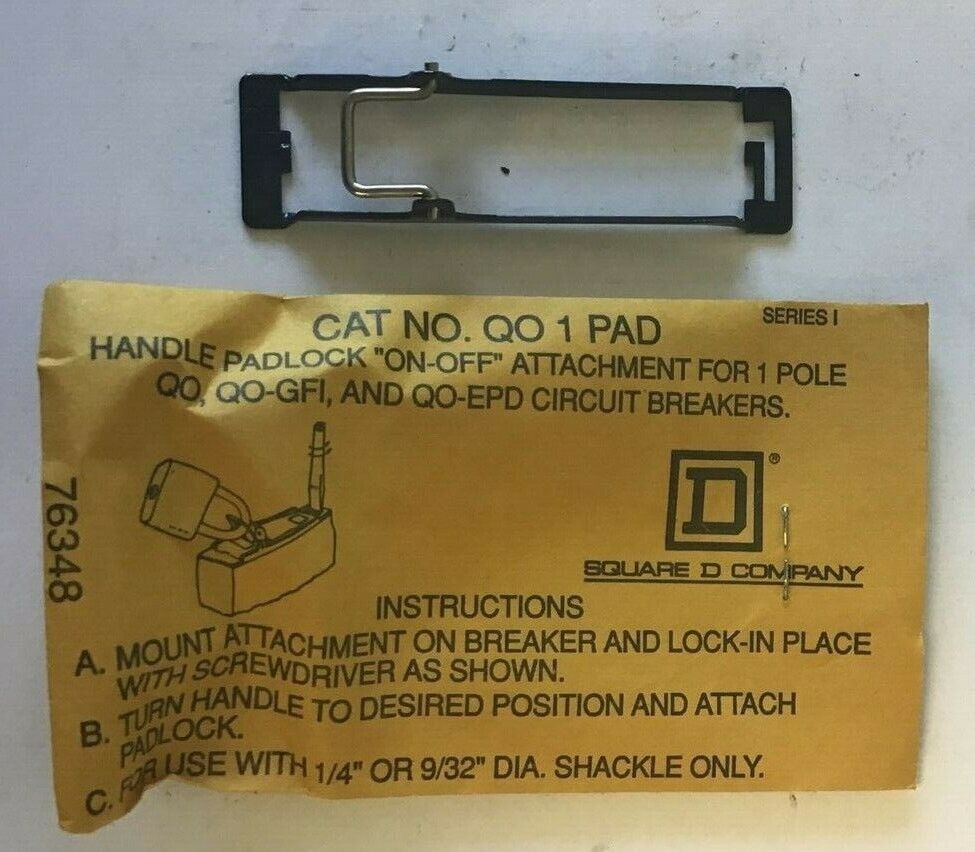 CAT NO. QO 1 PAD
SERIES I
HANDLE PADLOCK "ON-OFF" ATTACHMENT FOR 1 POLE
QO, QO-GFI, AND QO-EPD CIRCUIT BREAKERS.
76348
D
®
SQUARE D COMPANY
INSTRUCTIONS
A. MOUNT ATTACHMENT ON BREAKER AND LOCK-IN PLACE
WITH SCREWDRIVER AS SHOWN.
B. TURN HANDLE TO DESIRED POSITION AND ATTACH
PADLOCK.
C. FOR USE WITH 1/4" OR 9/32" DIA. SHACKLE ONLY.